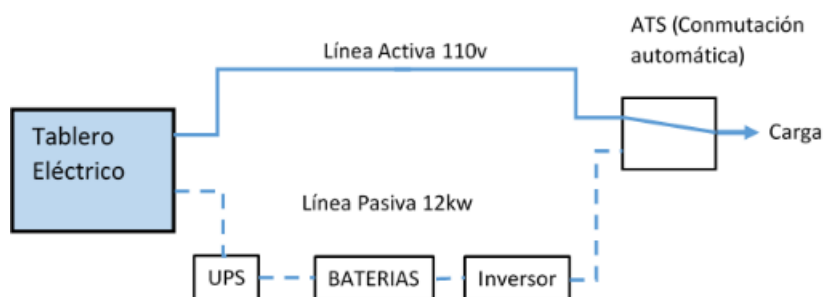 ATS (Conmutación
automática)
Línea Activa 110v
Tablero
Eléctrico
Carga
Línea Pasiva 12kw
UPS
BATERIAS
Inversor